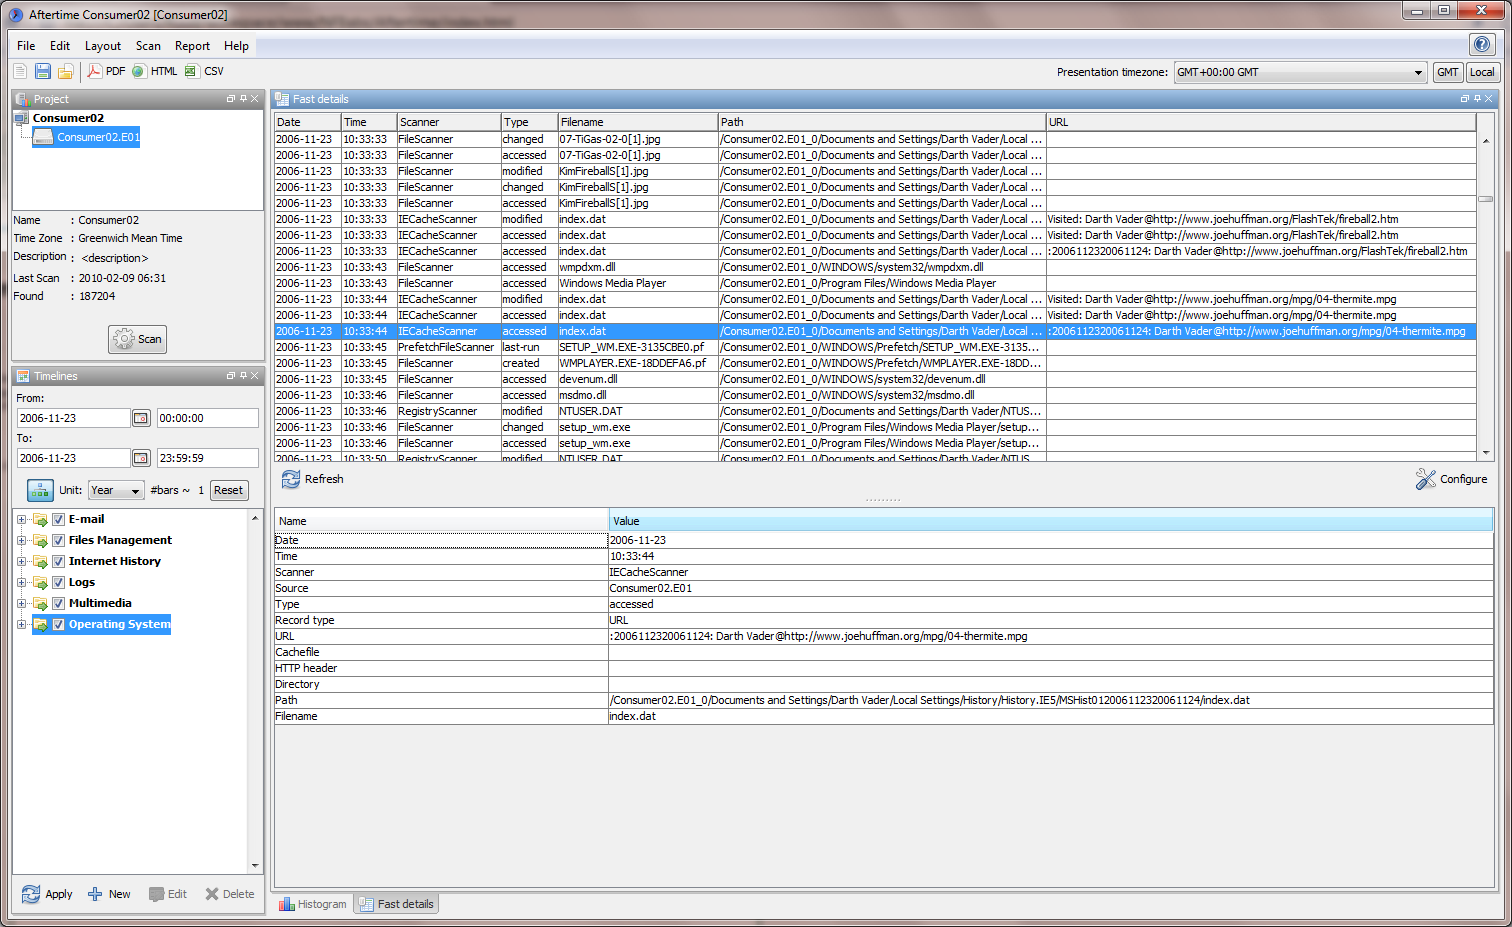 Aftertime Consumer02 [Consumer02]
File Edit Layout Scan Report Help
PDF HTML CSV
Presentation timezone: GMT+00:00 GMT GMT Local
Project
Consumer02
Consumer02.E01
Name : Consumer02
Time Zone : Greenwich Mean Time
Description : <description>
Last Scan : 2010-02-09 06:31
Found : 187204
Scan
Timelines
From:
2006-11-23 00:00:00
To:
2006-11-23 23:59:59
Unit: Year #bars ~ 1 Reset
E-mail
Files Management
Internet History
Logs
Multimedia
Operating System
Apply New Edit Delete
Fast details
Date Time Scanner Type Filename Path URL
2006-11-23 10:33:33 FileScanner changed 07-TiGas-02-0[1].jpg /Consumer02.E01_0/Documents and Settings/Darth Vader/Local ...
2006-11-23 10:33:33 FileScanner accessed 07-TiGas-02-0[1].jpg /Consumer02.E01_0/Documents and Settings/Darth Vader/Local ...
2006-11-23 10:33:33 FileScanner modified KimFireballS[1].jpg /Consumer02.E01_0/Documents and Settings/Darth Vader/Local ...
2006-11-23 10:33:33 FileScanner changed KimFireballS[1].jpg /Consumer02.E01_0/Documents and Settings/Darth Vader/Local ...
2006-11-23 10:33:33 FileScanner accessed KimFireballS[1].jpg /Consumer02.E01_0/Documents and Settings/Darth Vader/Local ...
2006-11-23 10:33:33 IECacheScanner modified index.dat /Consumer02.E01_0/Documents and Settings/Darth Vader/Local ... Visited: Darth Vader@http://www.joehuffman.org/FlashTek/fireball2.htm
2006-11-23 10:33:33 IECacheScanner accessed index.dat /Consumer02.E01_0/Documents and Settings/Darth Vader/Local ... Visited: Darth Vader@http://www.joehuffman.org/FlashTek/fireball2.htm
2006-11-23 10:33:33 IECacheScanner accessed index.dat /Consumer02.E01_0/Documents and Settings/Darth Vader/Local ... :2006112320061124: Darth Vader@http://www.joehuffman.org/FlashTek/fireball2.htm
2006-11-23 10:33:43 FileScanner accessed wmpdxm.dll /Consumer02.E01_0/WINDOWS/system32/wmpdxm.dll
2006-11-23 10:33:43 FileScanner accessed Windows Media Player /Consumer02.E01_0/Program Files/Windows Media Player
2006-11-23 10:33:44 IECacheScanner modified index.dat /Consumer02.E01_0/Documents and Settings/Darth Vader/Local ... Visited: Darth Vader@http://www.joehuffman.org/mpg/04-thermite.mpg
2006-11-23 10:33:44 IECacheScanner accessed index.dat /Consumer02.E01_0/Documents and Settings/Darth Vader/Local ... Visited: Darth Vader@http://www.joehuffman.org/mpg/04-thermite.mpg
2006-11-23 10:33:44 IECacheScanner accessed index.dat /Consumer02.E01_0/Documents and Settings/Darth Vader/Local ... :2006112320061124: Darth Vader@http://www.joehuffman.org/mpg/04-thermite.mpg
2006-11-23 10:33:45 PrefetchFileScanner last-run SETUP_WM.EXE-3135CBE0.pf /Consumer02.E01_0/WINDOWS/Prefetch/SETUP_WM.EXE-3135...
2006-11-23 10:33:45 FileScanner created WMPLAYER.EXE-18DDEFA6.pf /Consumer02.E01_0/WINDOWS/Prefetch/WMPLAYER.EXE-18DD...
2006-11-23 10:33:46 FileScanner accessed devenum.dll /Consumer02.E01_0/WINDOWS/system32/devenum.dll
2006-11-23 10:33:46 FileScanner accessed msdmo.dll /Consumer02.E01_0/WINDOWS/system32/msdmo.dll
2006-11-23 10:33:46 RegistryScanner modified NTUSER.DAT /Consumer02.E01_0/Documents and Settings/Darth Vader/NTUS...
2006-11-23 10:33:46 FileScanner changed setup_wm.exe /Consumer02.E01_0/Program Files/Windows Media Player/setup...
2006-11-23 10:33:46 FileScanner accessed setup_wm.exe /Consumer02.E01_0/Program Files/Windows Media Player/setup...
2006-11-23 10:33:50 RegistryScanner modified NTUSER.DAT /Consumer02.E01_0/Documents and Settings/Darth Vader/NTUS...
Refresh Configure
Name Value
Date 2006-11-23
Time 10:33:44
Scanner IECacheScanner
Source Consumer02.E01
Type accessed
Record type URL
URL :2006112320061124: Darth Vader@http://www.joehuffman.org/mpg/04-thermite.mpg
Cachefile
HTTP header
Directory
Path /Consumer02.E01_0/Documents and Settings/Darth Vader/Local Settings/History/History.IE5/MSHist012006112320061124/index.dat
Filename index.dat
Histogram Fast details